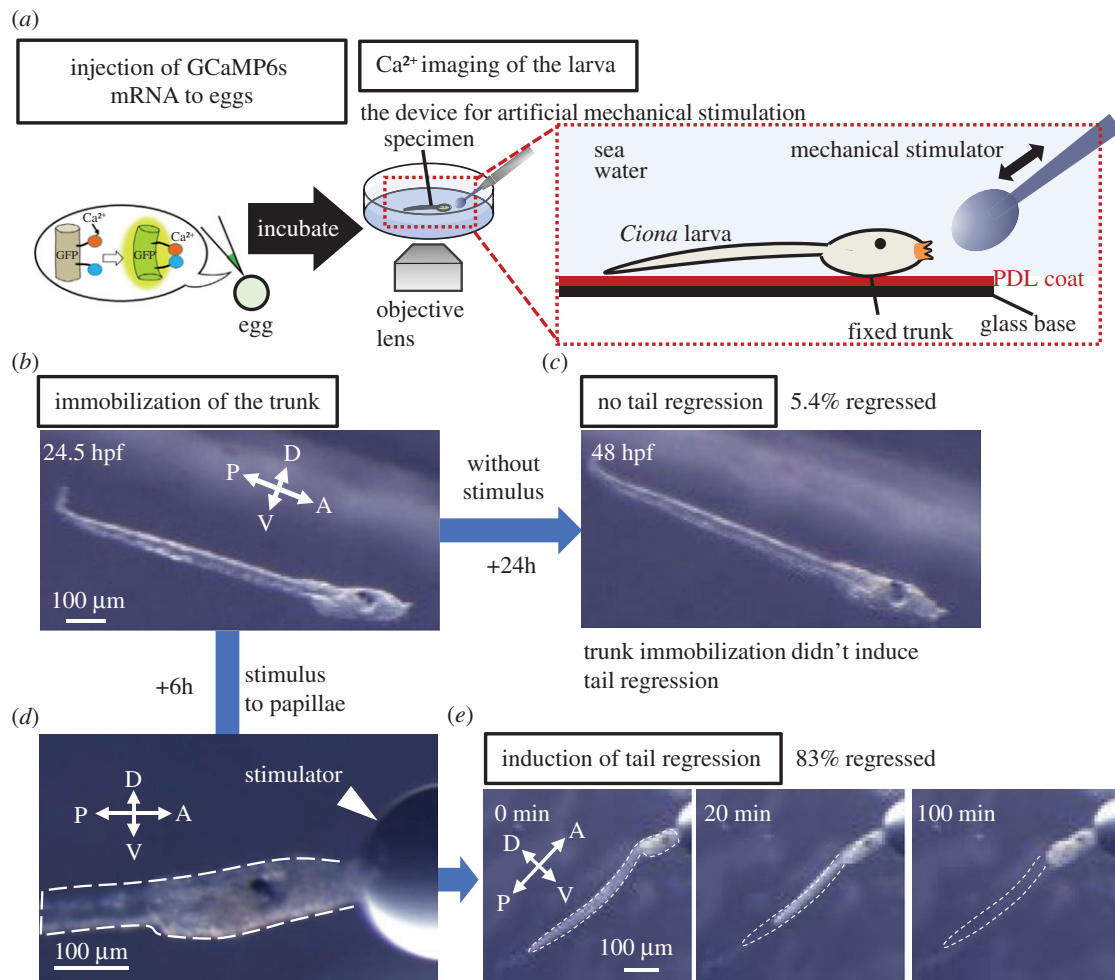 (a)
injection of GCaMP6s
mRNA to eggs
Ca²⁺ imaging of the larva
the device for artificial mechanical stimulation
specimen
sea
water
mechanical stimulator
Ca²⁺
Ca²⁺
GFP
GFP
incubate
Ciona larva
PDL coat
egg
objective
lens
fixed trunk
glass base
(b)
immobilization of the trunk
24.5 hpf
D
P
A
V
100 µm
without
stimulus
+24h
(c)
no tail regression
5.4% regressed
48 hpf
trunk immobilization didn't induce
tail regression
+6h
stimulus
to papillae
(d)
stimulator
D
P
A
V
100 µm
(e)
induction of tail regression
83% regressed
0 min
A
D
V
P
100 µm
20 min
100 min